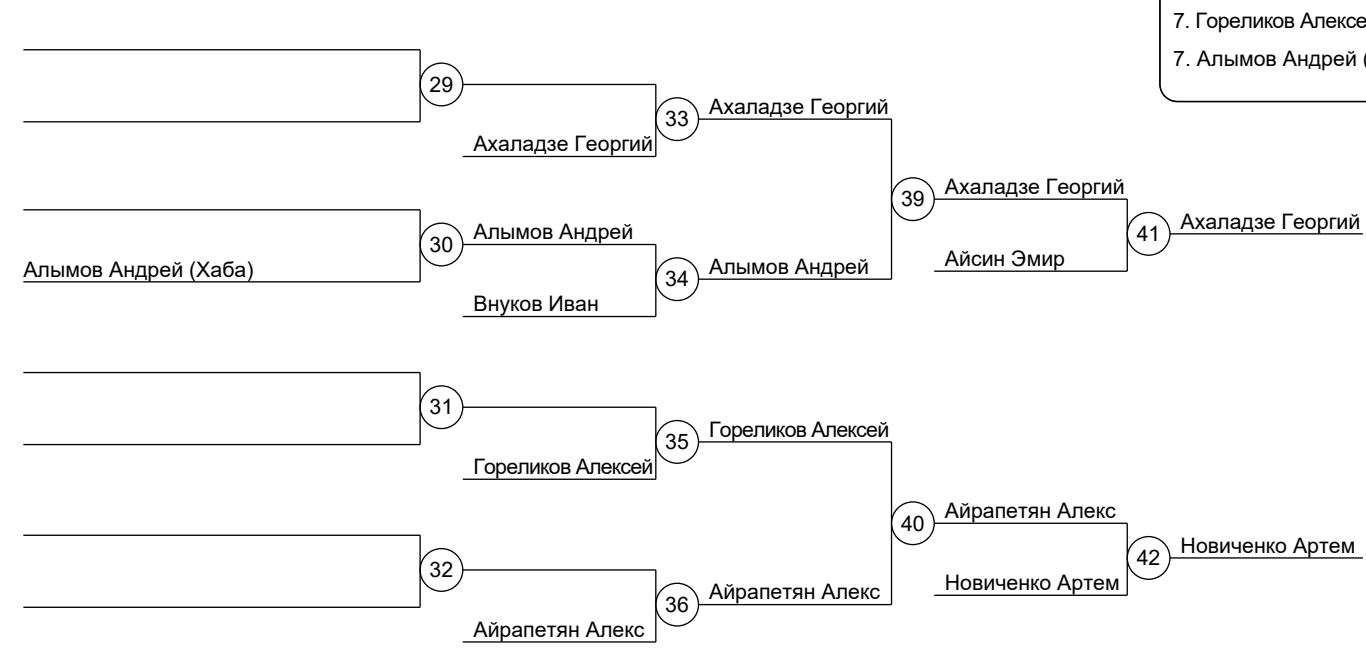 7. Гореликов Алексе
7. Алымов Андрей (
29
Ахаладзе Георгий
33
Ахаладзе Георгий
Ахаладзе Георгий
39
Ахаладзе Георгий
41
Алымов Андрей
30
Айсин Эмир
Алымов Андрей (Хаба)
Алымов Андрей
34
Внуков Иван
31
Гореликов Алексей
35
Гореликов Алексей
Айрапетян Алекс
40
Новиченко Артем
42
32
Новиченко Артем
Айрапетян Алекс
36
Айрапетян Алекс